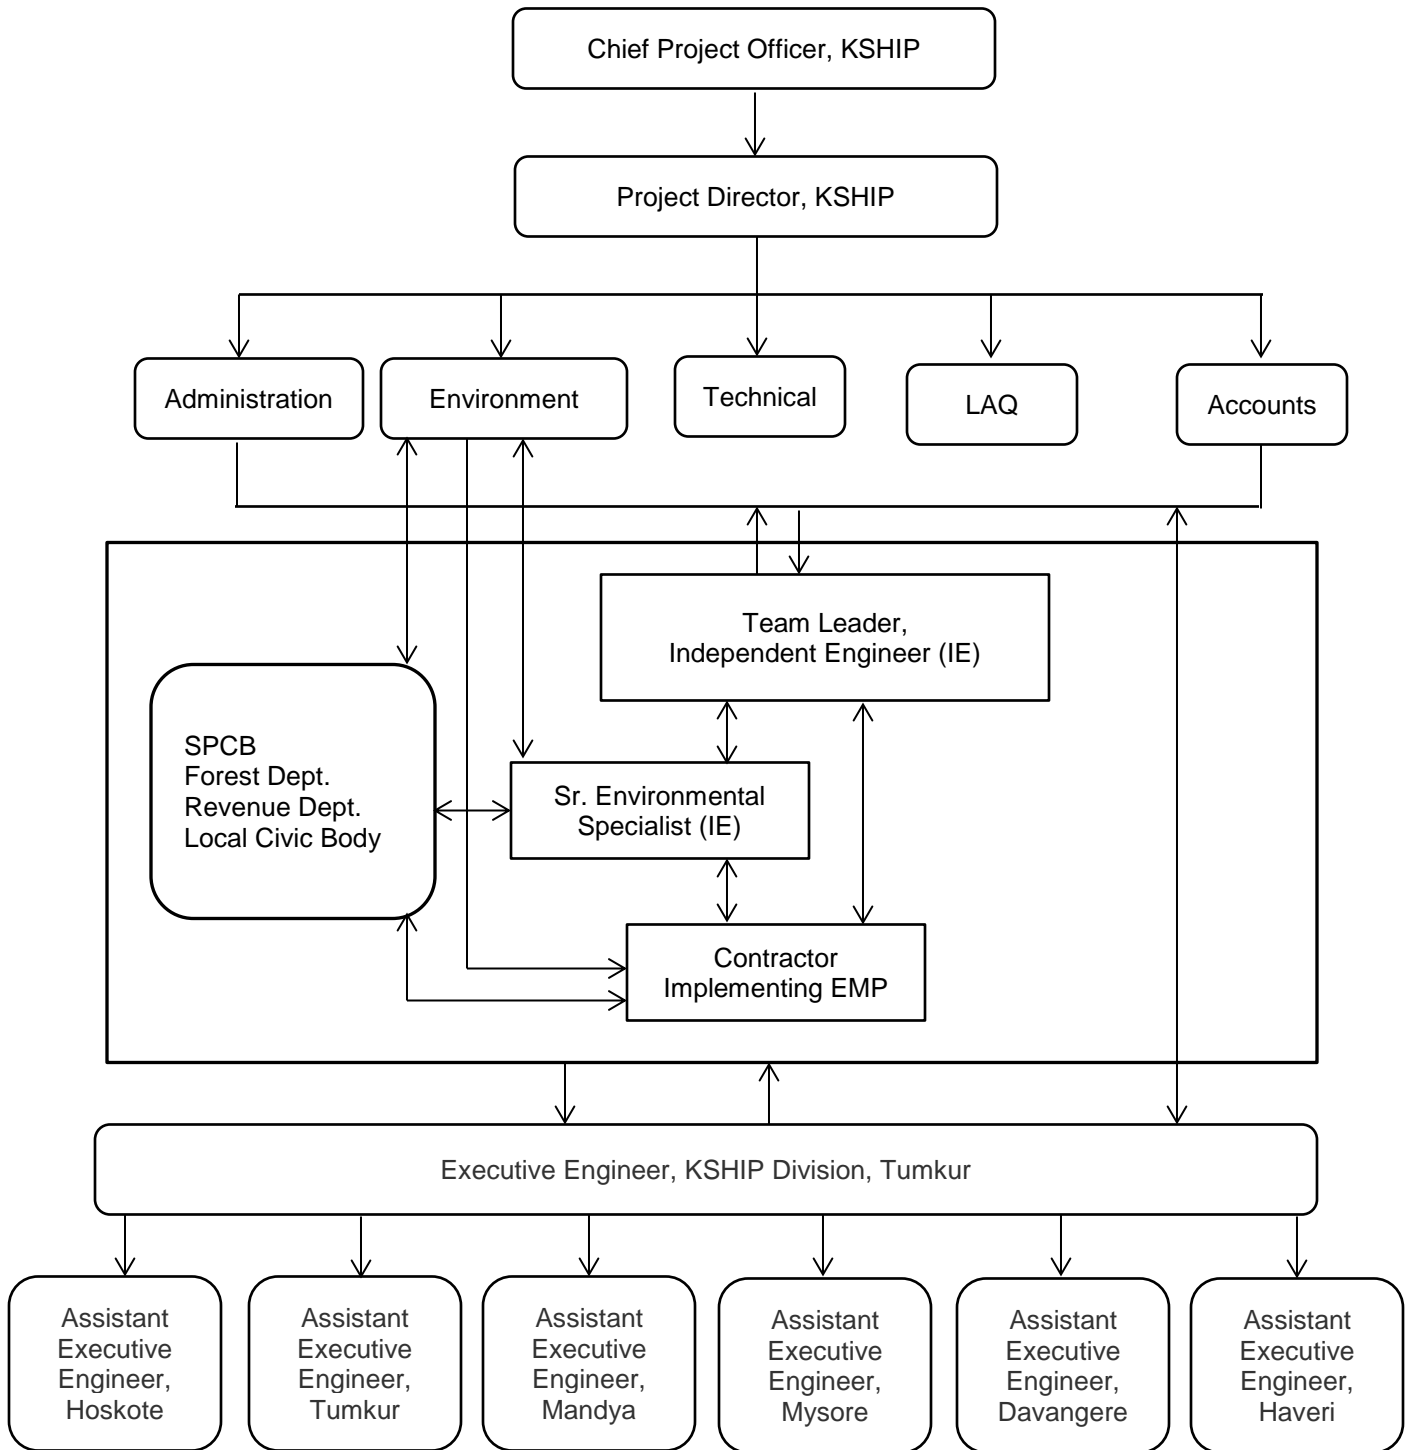 Chief Project Officer, KSHIP
Project Director, KSHIP
Administration
Environment
Technical
LAQ
Accounts
Team Leader,
Independent Engineer (IE)
SPCB
Forest Dept.
Revenue Dept.
Local Civic Body
Sr. Environmental
Specialist (IE)
Contractor
Implementing EMP
Executive Engineer, KSHIP Division, Tumkur
Assistant
Executive
Engineer,
Hoskote
Assistant
Executive
Engineer,
Tumkur
Assistant
Executive
Engineer,
Mandya
Assistant
Executive
Engineer,
Mysore
Assistant
Executive
Engineer,
Davangere
Assistant
Executive
Engineer,
Haveri